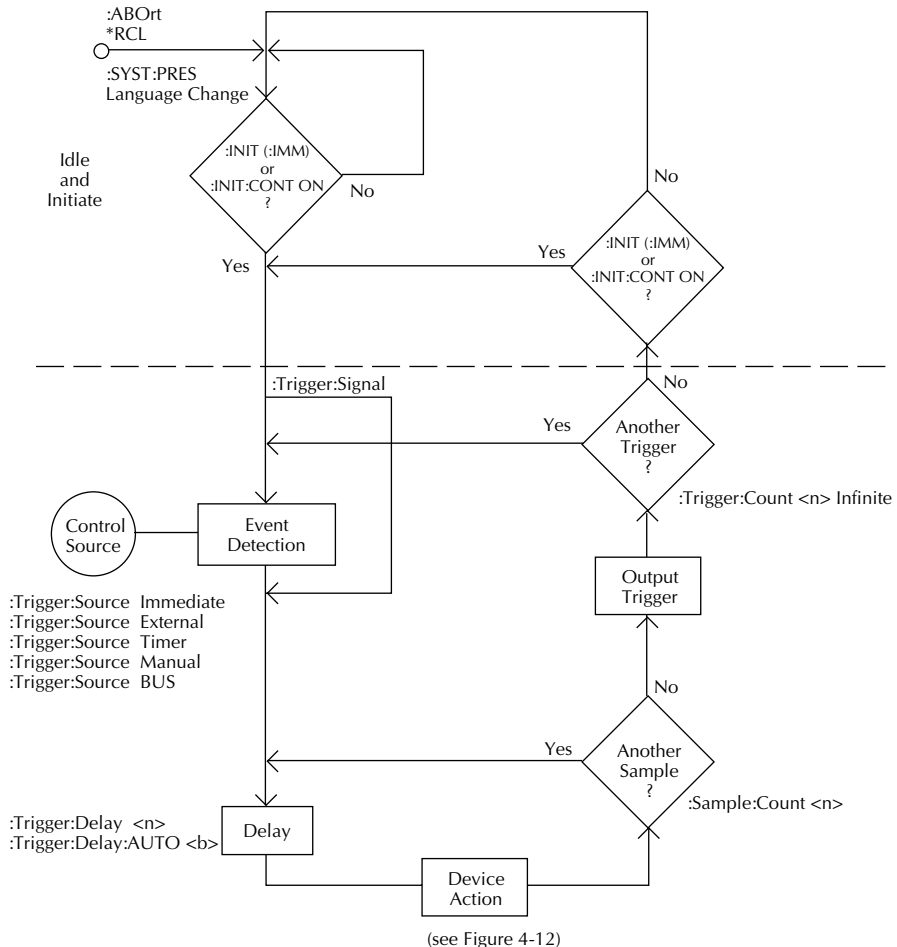 :ABOrt
*RCL
:SYST:PRES
Language Change
Idle
and
Initiate
:INIT (:IMM)
or
:INIT:CONT ON
?
No
Yes
No
:INIT (:IMM)
or
:INIT:CONT ON
?
Yes
:Trigger:Signal
No
Another
Trigger
?
Yes
:Trigger:Count <n> Infinite
Control
Source
Event
Detection
Output
Trigger
:Trigger:Source Immediate
:Trigger:Source External
:Trigger:Source Timer
:Trigger:Source Manual
:Trigger:Source BUS
No
Another
Sample
?
Yes
:Sample:Count <n>
:Trigger:Delay <n>
:Trigger:Delay:AUTO <b>
Delay
Device
Action
(see Figure 4-12)